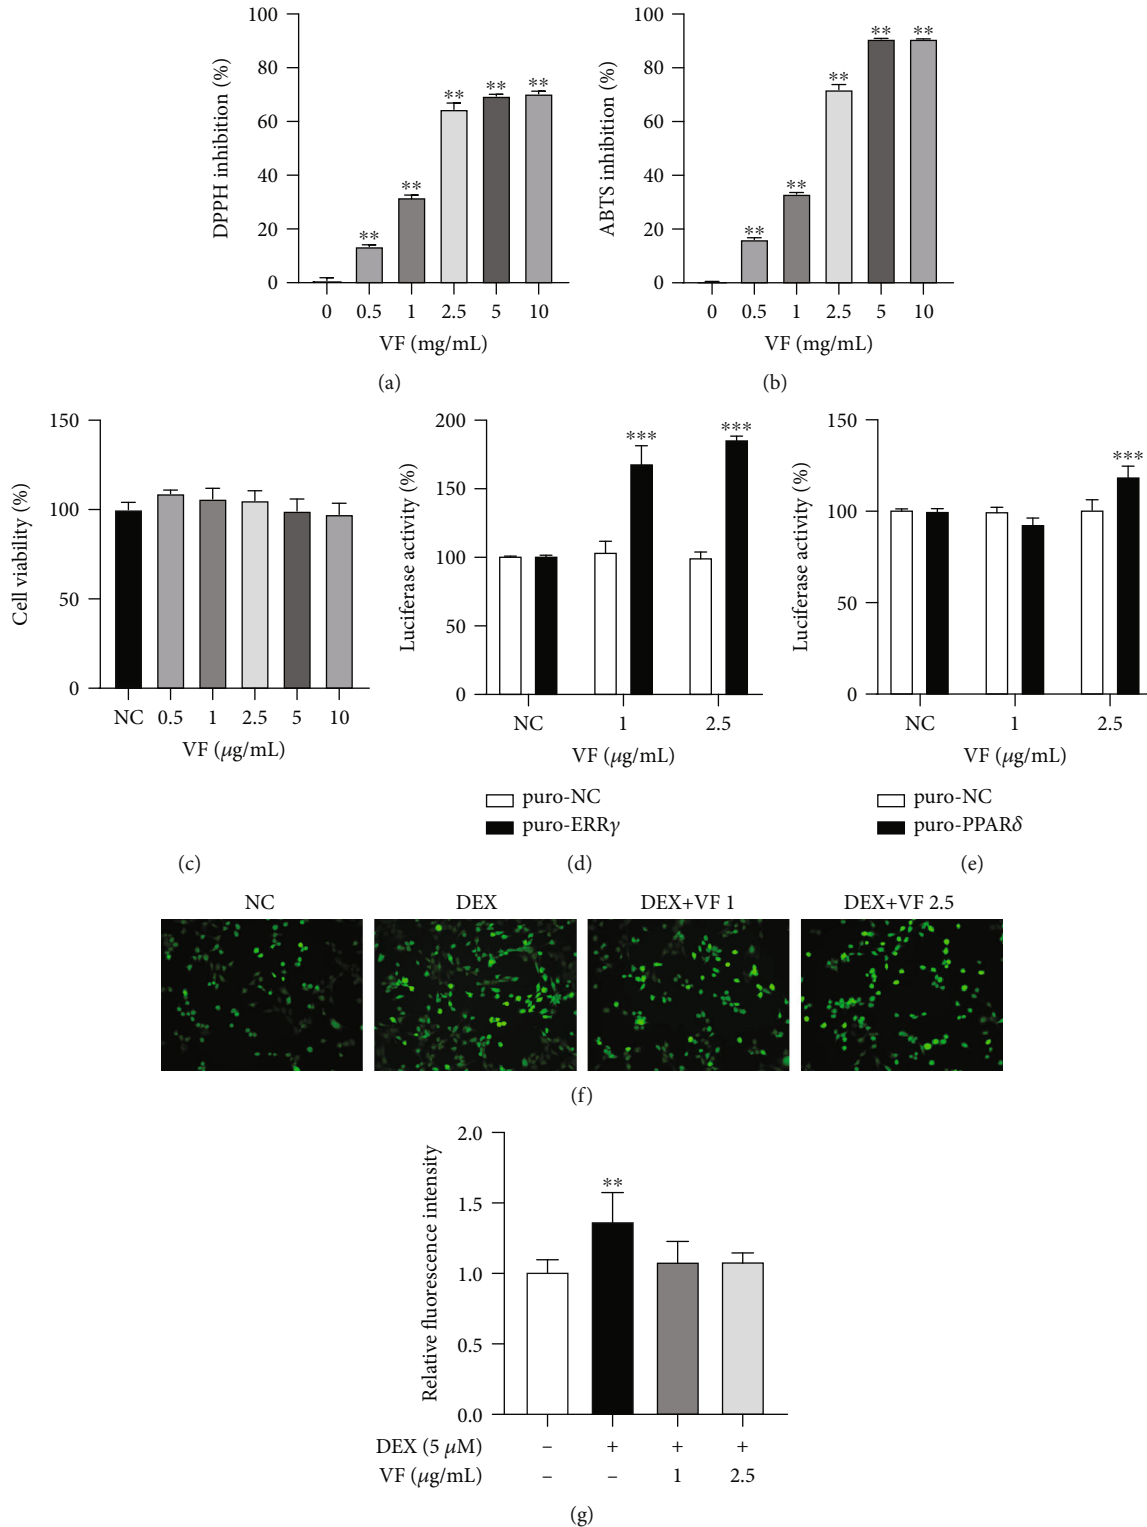 100
80
60
40
20
0
DPPH inhibition (%)
**
**
**
**
**
0 0.5 1 2.5 5 10
VF (mg/mL)
(a)
100
80
60
40
20
0
ABTS inhibition (%)
**
**
**
**
**
0 0.5 1 2.5 5 10
VF (mg/mL)
(b)
150
100
50
0
Cell viability (%)
NC 0.5 1 2.5 5 10
VF (μg/mL)
(c)
200
150
100
50
0
Luciferase activity (%)
***
***
NC 1 2.5
VF (μg/mL)
puro-NC
puro-ERRγ
(d)
150
100
50
0
Luciferase activity (%)
***
NC 1 2.5
VF (μg/mL)
puro-NC
puro-PPARδ
(e)
NC DEX DEX+VF 1 DEX+VF 2.5
(f)
2.0
1.5
1.0
0.5
0.0
Relative fluorescence intensity
**
DEX (5 μM) – + + +
VF (μg/mL) – – 1 2.5
(g)